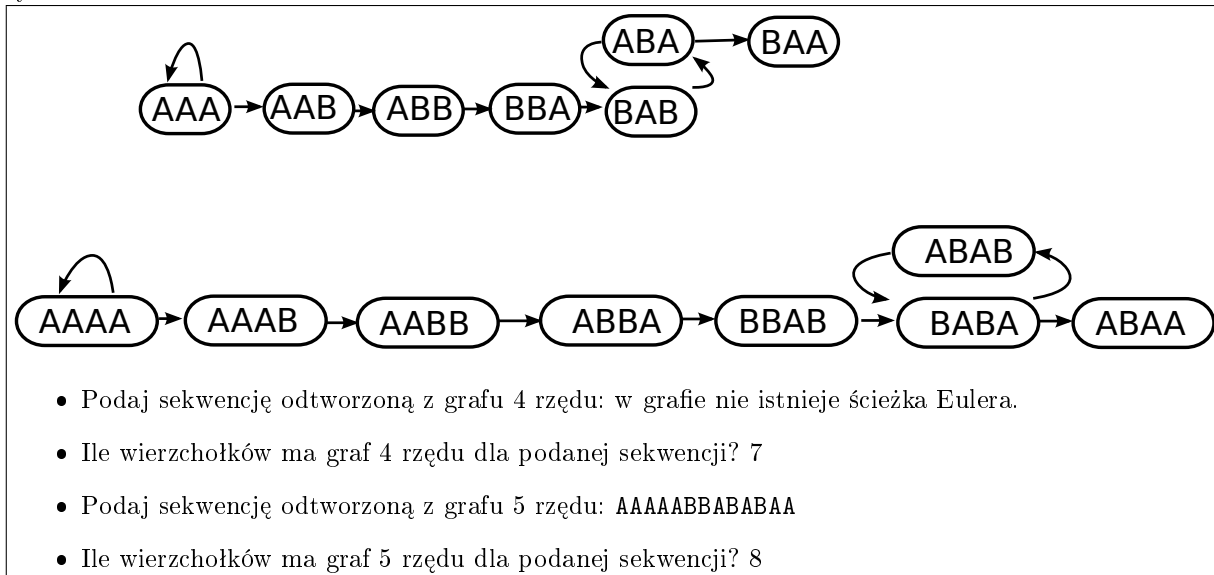 ABA BAA
AAA AAB ABB BBA BAB
ABAB
AAAA AAAB AABB ABBA BBAB BABA ABAA
• Podaj sekwencję odtworzoną z grafu 4 rzędu: w grafie nie istnieje ścieżka Eulera.
• Ile wierzchołków ma graf 4 rzędu dla podanej sekwencji? 7
• Podaj sekwencję odtworzoną z grafu 5 rzędu: AAAAABBABABAA
• Ile wierzchołków ma graf 5 rzędu dla podanej sekwencji? 8